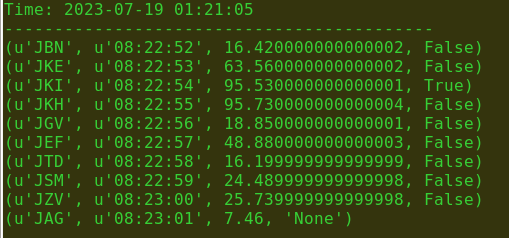 Time: 2023-07-19 01:21:05
-------------------------------------------
(u'JBN', u'08:22:52', 16.420000000000002, False)
(u'JKE', u'08:22:53', 63.560000000000002, False)
(u'JKI', u'08:22:54', 95.530000000000001, True)
(u'JKH', u'08:22:55', 95.730000000000004, False)
(u'JGV', u'08:22:56', 18.850000000000001, False)
(u'JEF', u'08:22:57', 48.880000000000003, False)
(u'JTD', u'08:22:58', 16.199999999999999, False)
(u'JSM', u'08:22:59', 24.489999999999998, False)
(u'JZV', u'08:23:00', 25.739999999999998, False)
(u'JAG', u'08:23:01', 7.46, 'None')